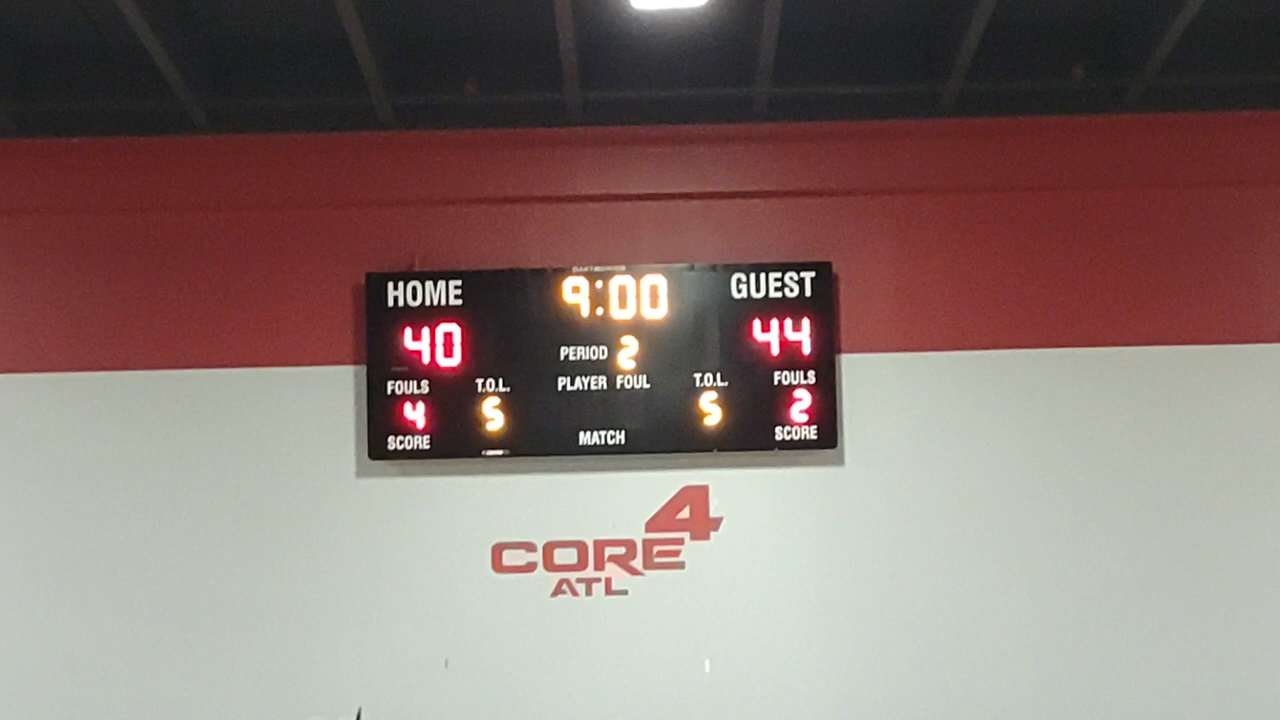 HOME 9:00 GUEST
40 PERIOD 2 44
FOULS T.O.L. PLAYER FOUL T.O.L. FOULS
4 5 5 2
SCORE MATCH SCORE
CORE4
ATL